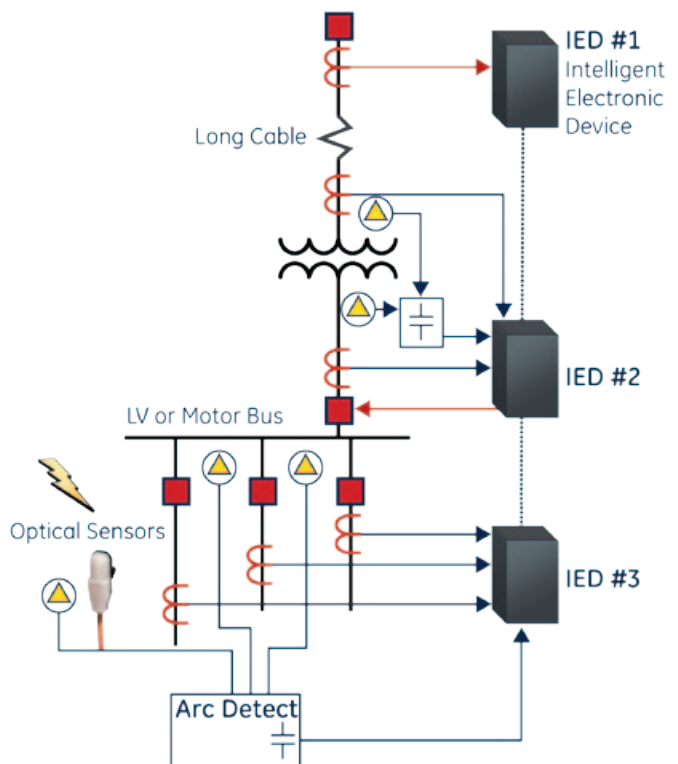 IED #1
Intelligent
Electronic
Device
Long Cable
IED #2
LV or Motor Bus
Optical Sensors
IED #3
Arc Detect